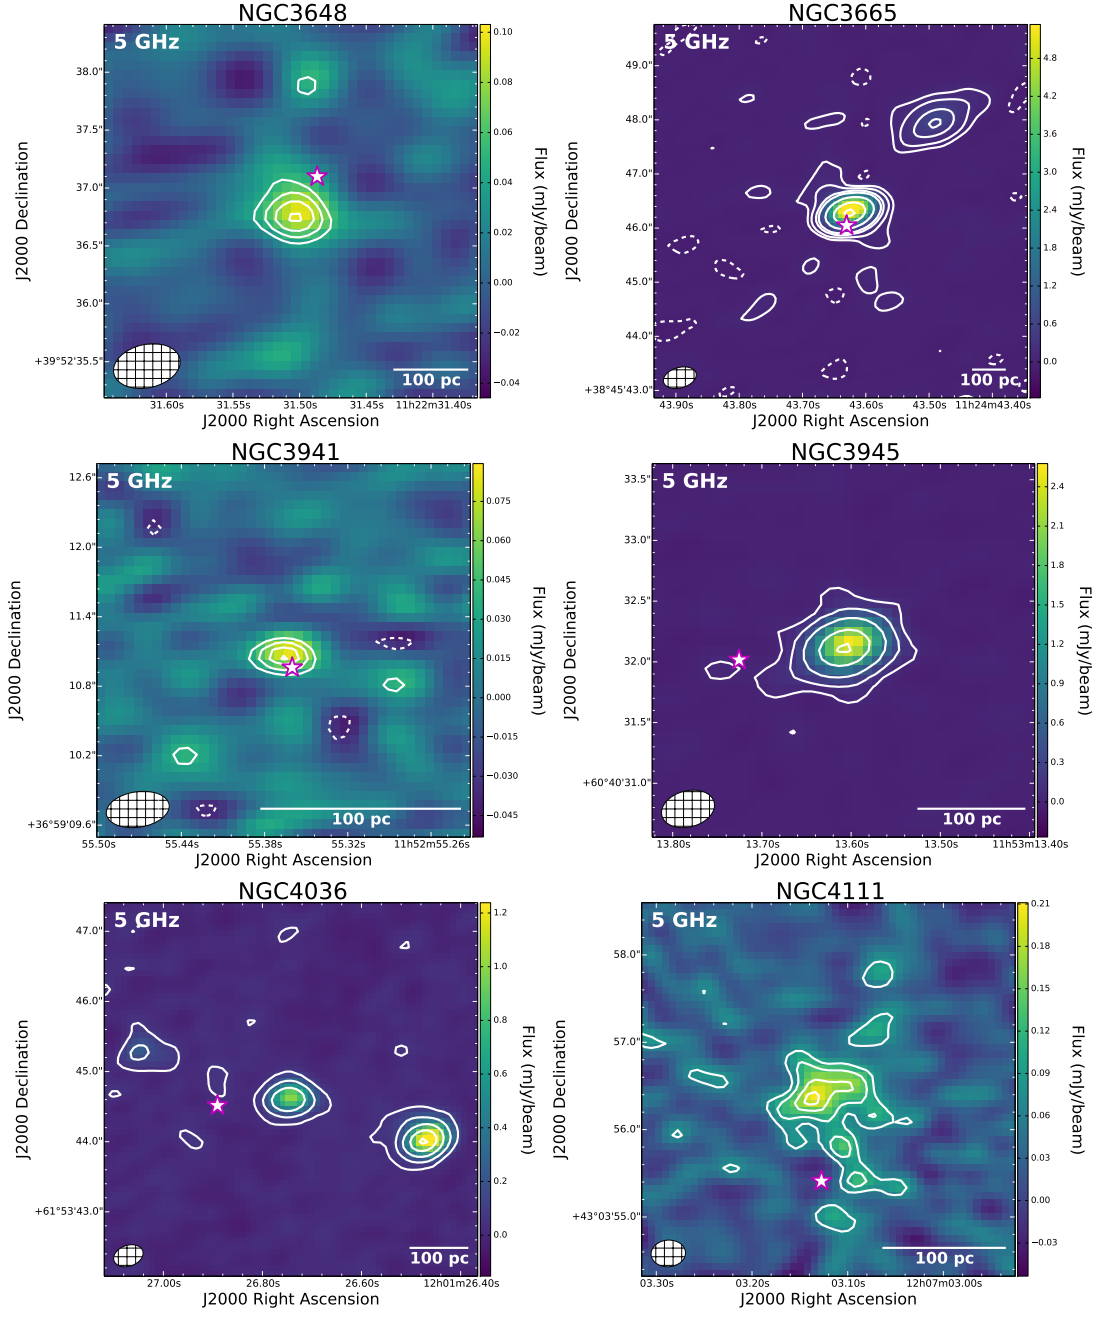 NGC3648
5 GHz
38.0"
37.5"
37.0"
36.5"
36.0"
+39°52'35.5"
31.60s 31.55s 31.50s 31.45s 11h22m31.40s
J2000 Right Ascension
J2000 Declination
100 pc
0.10
0.08
0.06
0.04
0.02
0.00
−0.02
−0.04
Flux (mJy/beam)
NGC3665
5 GHz
49.0"
48.0"
47.0"
46.0"
45.0"
44.0"
+38°45'43.0"
43.90s 43.80s 43.70s 43.60s 43.50s 11h24m43.40s
J2000 Right Ascension
J2000 Declination
100 pc
4.8
4.2
3.6
3.0
2.4
1.8
1.2
0.6
0.0
Flux (mJy/beam)
NGC3941
5 GHz
12.6"
12.0"
11.4"
10.8"
10.2"
+36°59'09.6"
55.50s 55.44s 55.38s 55.32s 11h52m55.26s
J2000 Right Ascension
J2000 Declination
100 pc
0.075
0.060
0.045
0.030
0.015
0.000
−0.015
−0.030
−0.045
Flux (mJy/beam)
NGC3945
5 GHz
33.5"
33.0"
32.5"
32.0"
31.5"
+60°40'31.0"
13.80s 13.70s 13.60s 13.50s 11h53m13.40s
J2000 Right Ascension
J2000 Declination
100 pc
2.4
2.1
1.8
1.5
1.2
0.9
0.6
0.3
0.0
Flux (mJy/beam)
NGC4036
5 GHz
47.0"
46.0"
45.0"
44.0"
+61°53'43.0"
27.00s 26.80s 26.60s 12h01m26.40s
J2000 Right Ascension
J2000 Declination
100 pc
1.2
1.0
0.8
0.6
0.4
0.2
0.0
Flux (mJy/beam)
NGC4111
5 GHz
58.0"
57.0"
56.0"
+43°03'55.0"
03.30s 03.20s 03.10s 12h07m03.00s
J2000 Right Ascension
J2000 Declination
100 pc
0.21
0.18
0.15
0.12
0.09
0.06
0.03
0.00
−0.03
Flux (mJy/beam)